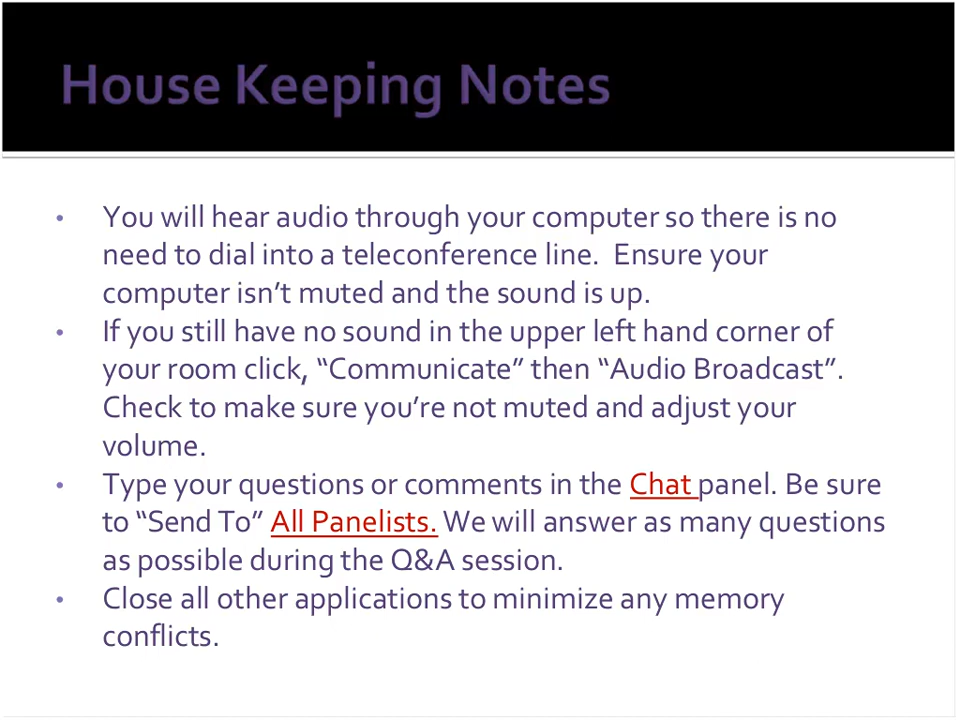 House Keeping Notes
• You will hear audio through your computer so there is no
need to dial into a teleconference line.  Ensure your
computer isn’t muted and the sound is up.
• If you still have no sound in the upper left hand corner of
your room click, “Communicate” then “Audio Broadcast”.
Check to make sure you’re not muted and adjust your
volume.
• Type your questions or comments in the Chat panel. Be sure
to “Send To” All Panelists. We will answer as many questions
as possible during the Q&A session.
• Close all other applications to minimize any memory
conflicts.